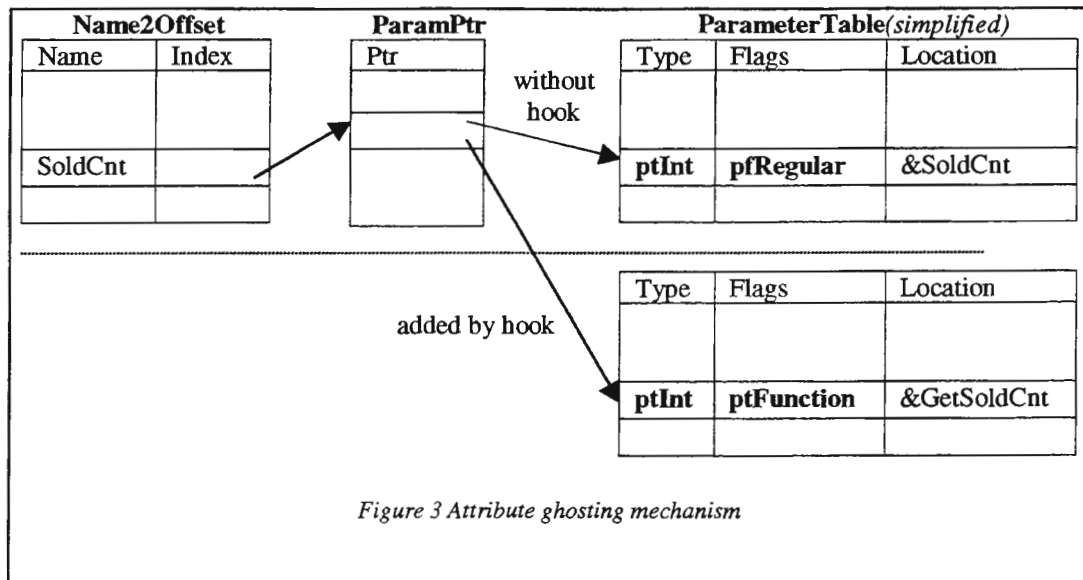 Name2Offset
ParamPtr
ParameterTable(simplified)
Name Index
Ptr
Type Flags Location
without
hook
SoldCnt
ptInt pfRegular &SoldCnt
Type Flags Location
added by hook
ptInt ptFunction &GetSoldCnt
Figure 3 Attribute ghosting mechanism